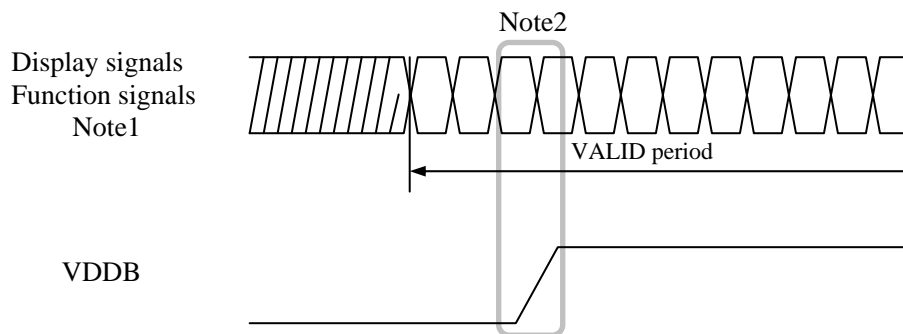 Note2
Display signals
Function signals
Note1
VALID period
VDDB